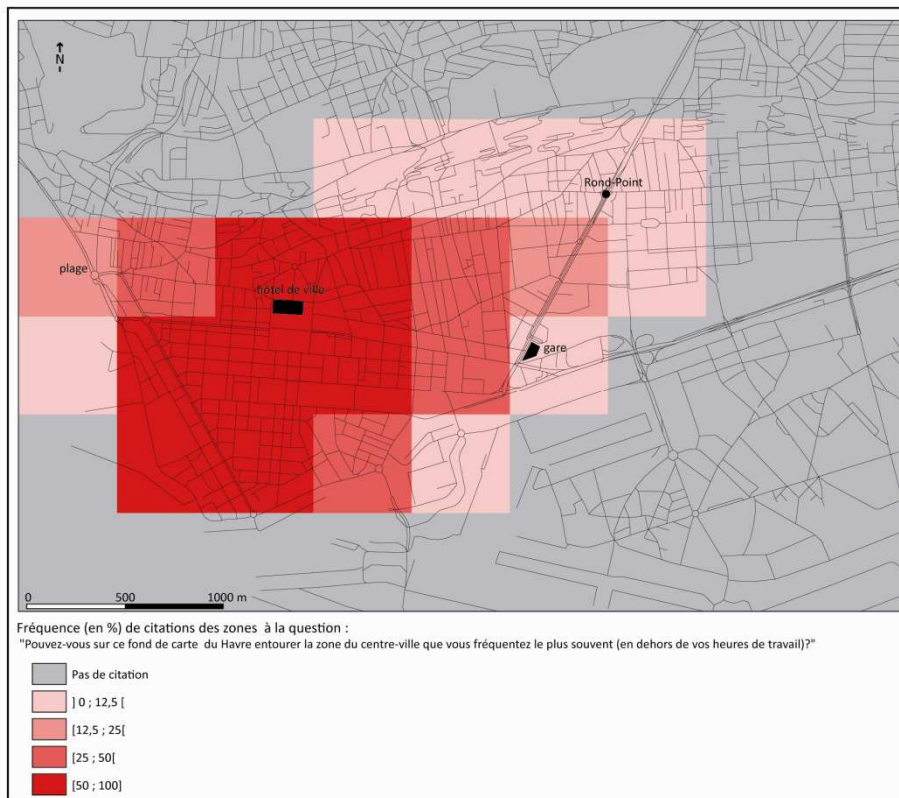 N
Rond-Point
plage
hôtel de ville
gare
0 500 1000 m
Fréquence (en %) de citations des zones à la question :
"Pouvez-vous sur ce fond de carte du Havre entourer la zone du centre-ville que vous fréquentez le plus souvent (en dehors de vos heures de travail)?"
Pas de citation
] 0 ; 12,5 [
[12,5 ; 25[
[25 ; 50[
[50 ; 100]